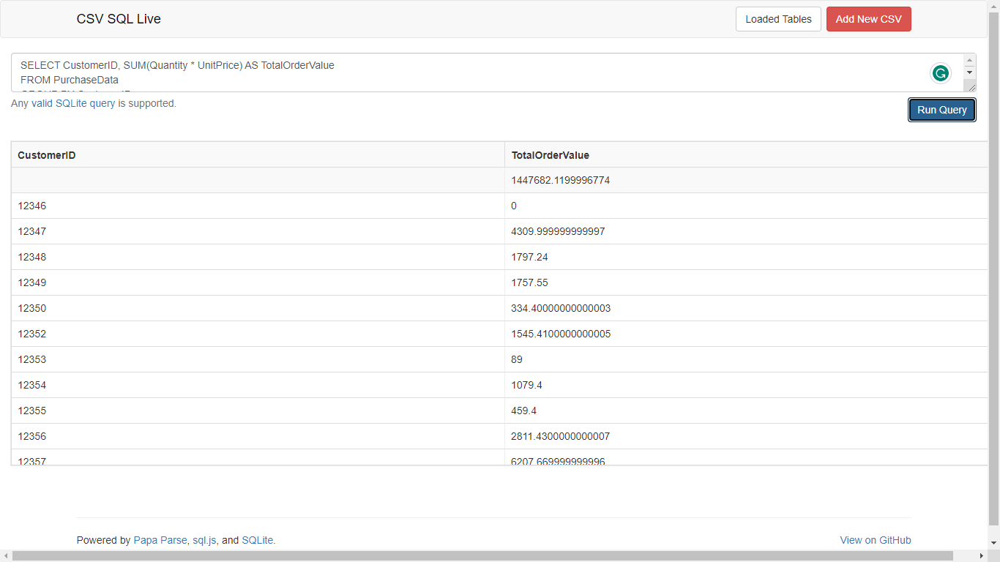 CSV SQL Live
Loaded Tables
Add New CSV
SELECT CustomerID, SUM(Quantity * UnitPrice) AS TotalOrderValue
FROM PurchaseData
Any valid SQLite query is supported.
Run Query
CustomerID TotalOrderValue
1447682.1199996774
12346 0
12347 4309.999999999997
12348 1797.24
12349 1757.55
12350 334.40000000000003
12352 1545.4100000000005
12353 89
12354 1079.4
12355 459.4
12356 2811.4300000000007
12357 6207.669999999996
Powered by Papa Parse, sql.js, and SQLite.
View on GitHub